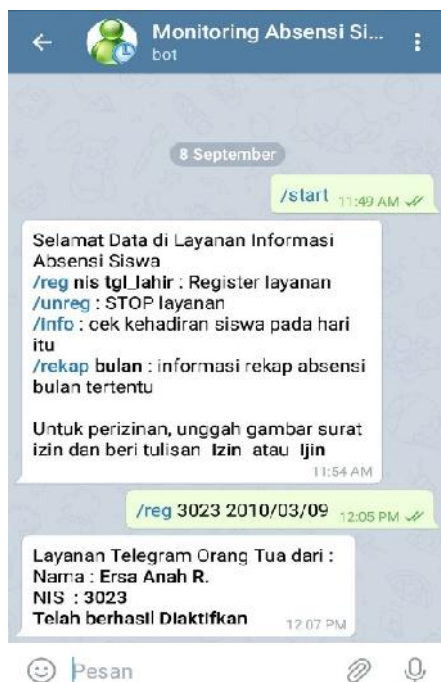 Monitoring Absensi Si...
bot
8 September
/start 11:49 AM
Selamat Data di Layanan Informasi
Absensi Siswa
/reg nis tgl_lahir : Register layanan
/unreg : STOP layanan
/Info : cek kehadiran siswa pada hari
itu
/rekap bulan : informasi rekap absensi
bulan tertentu
Untuk perizinan, unggah gambar surat
izin dan beri tulisan Izin atau Ijin
11:54 AM
/reg 3023 2010/03/09 12:05 PM
Layanan Telegram Orang Tua dari :
Nama : Ersa Anah R.
NIS : 3023
Telah berhasil Diaktifkan 12:07 PM
Pesan